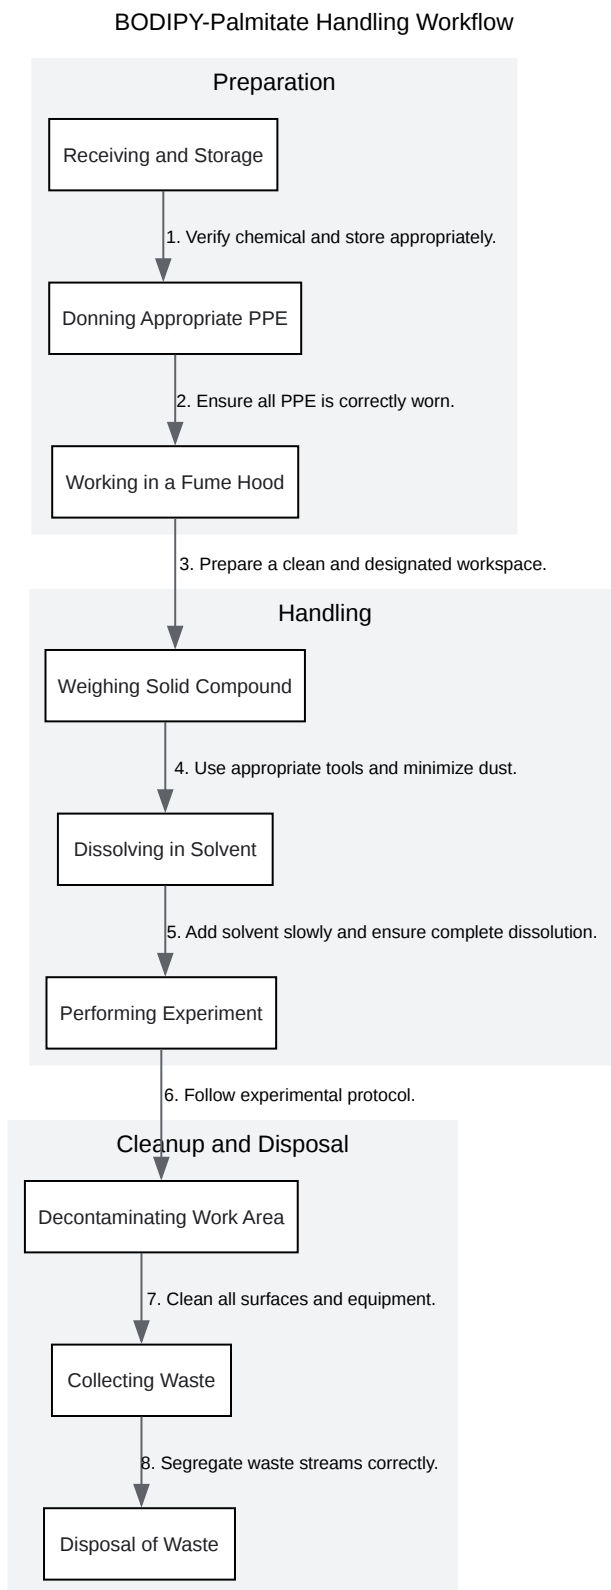 BODIPY-Palmitate Handling Workflow
Preparation
Receiving and Storage
1. Verify chemical and store appropriately.
Donning Appropriate PPE
2. Ensure all PPE is correctly worn.
Working in a Fume Hood
3. Prepare a clean and designated workspace.
Handling
Weighing Solid Compound
4. Use appropriate tools and minimize dust.
Dissolving in Solvent
5. Add solvent slowly and ensure complete dissolution.
Performing Experiment
6. Follow experimental protocol.
Cleanup and Disposal
Decontaminating Work Area
7. Clean all surfaces and equipment.
Collecting Waste
8. Segregate waste streams correctly.
Disposal of Waste